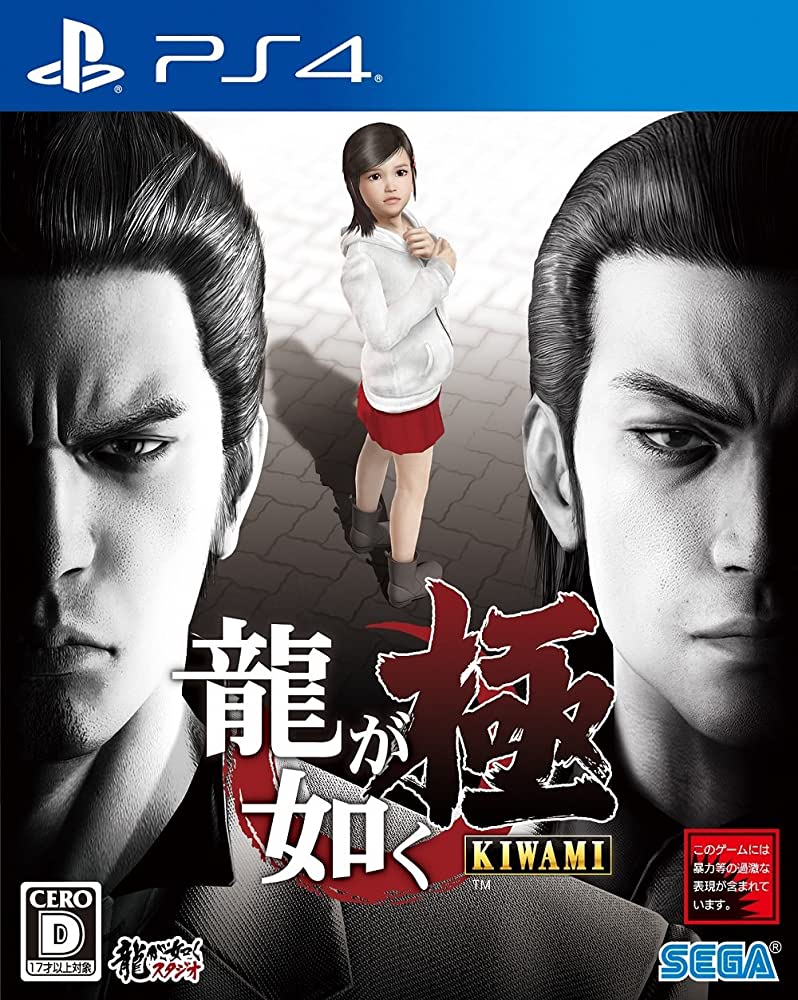 PS4®
龍が
如く
極
KIWAMI
TM
CERO
D
17才以上対象
龍が如く
スタジオ
このゲームには
暴力等の過激な
表現が含まれて
います。
SEGA®